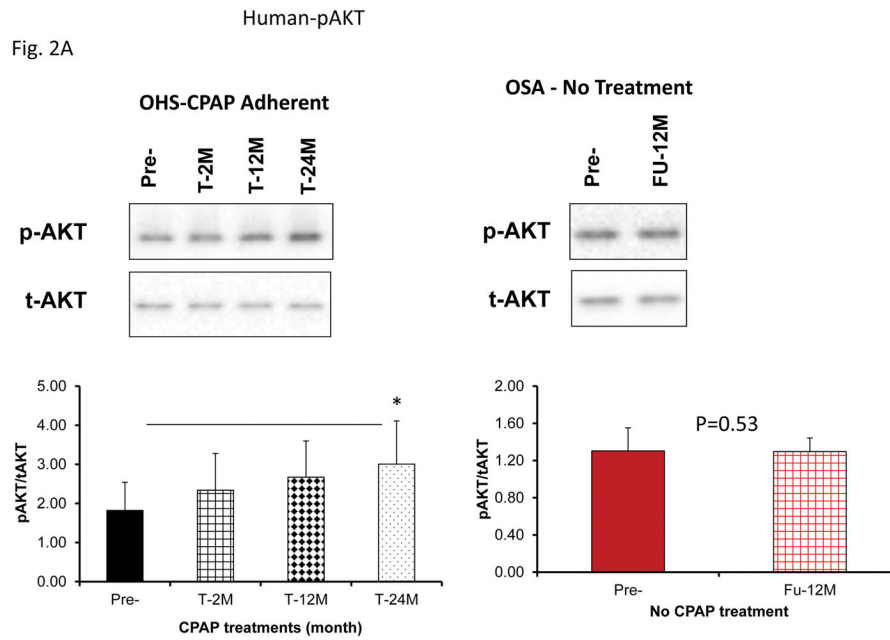 Human-pAKT
Fig. 2A
OHS-CPAP Adherent
Pre-
T-2M
T-12M
T-24M
p-AKT
t-AKT
OSA - No Treatment
Pre-
FU-12M
p-AKT
t-AKT
pAKT/tAKT
5.00
4.00
3.00
2.00
1.00
0.00
*
Pre-
T-2M
T-12M
T-24M
CPAP treatments (month)
pAKT/tAKT
2.00
1.60
1.20
0.80
0.40
0.00
P=0.53
Pre-
Fu-12M
No CPAP treatment